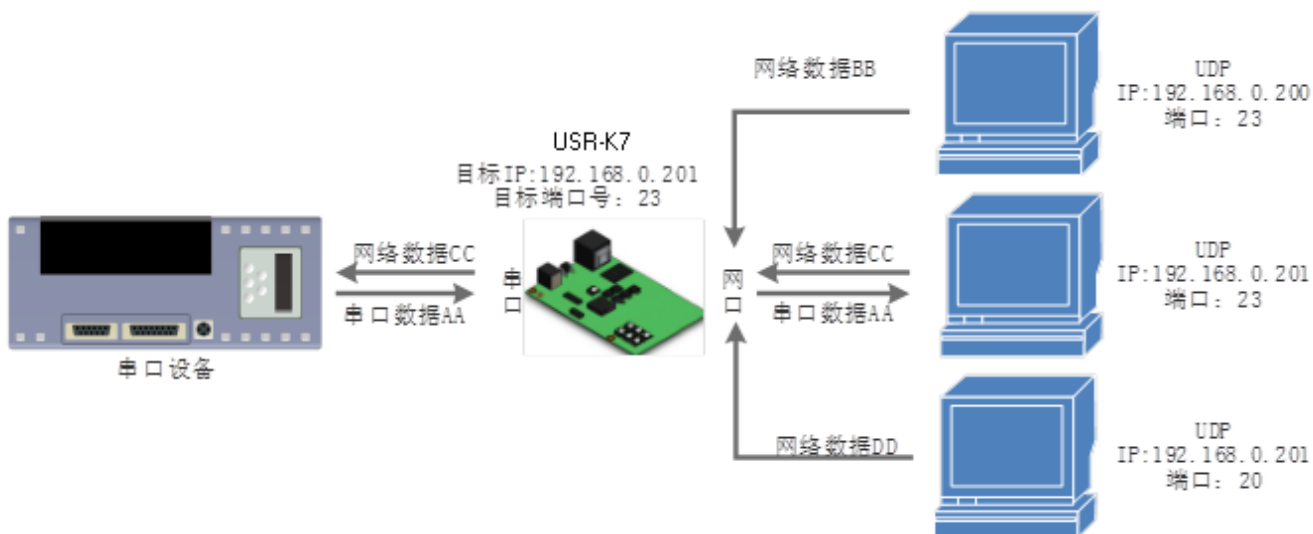 网络数据BB
UDP
IP:192.168.0.200
端口：23
USR-K7
目标IP:192.168.0.201
目标端口号：23
网络数据CC
串口数据AA
串口设备
串口
网口
网络数据CC
串口数据AA
UDP
IP:192.168.0.201
端口：23
网络数据DD
UDP
IP:192.168.0.201
端口：20